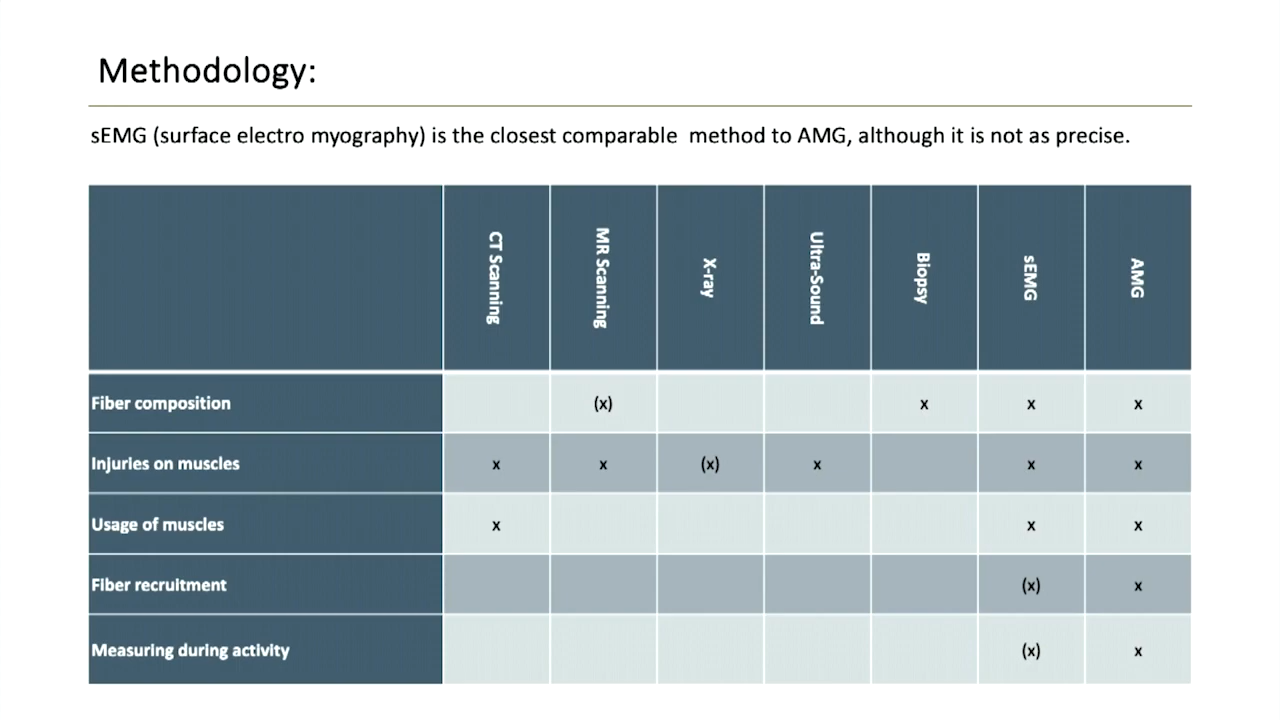 Methodology:
sEMG (surface electro myography) is the closest comparable method to AMG, although it is not as precise.
CT Scanning MR Scanning X-ray Ultra-Sound Biopsy sEMG AMG
Fiber composition (x) x x x
Injuries on muscles x x (x) x x x
Usage of muscles x x x
Fiber recruitment (x) x
Measuring during activity (x) x